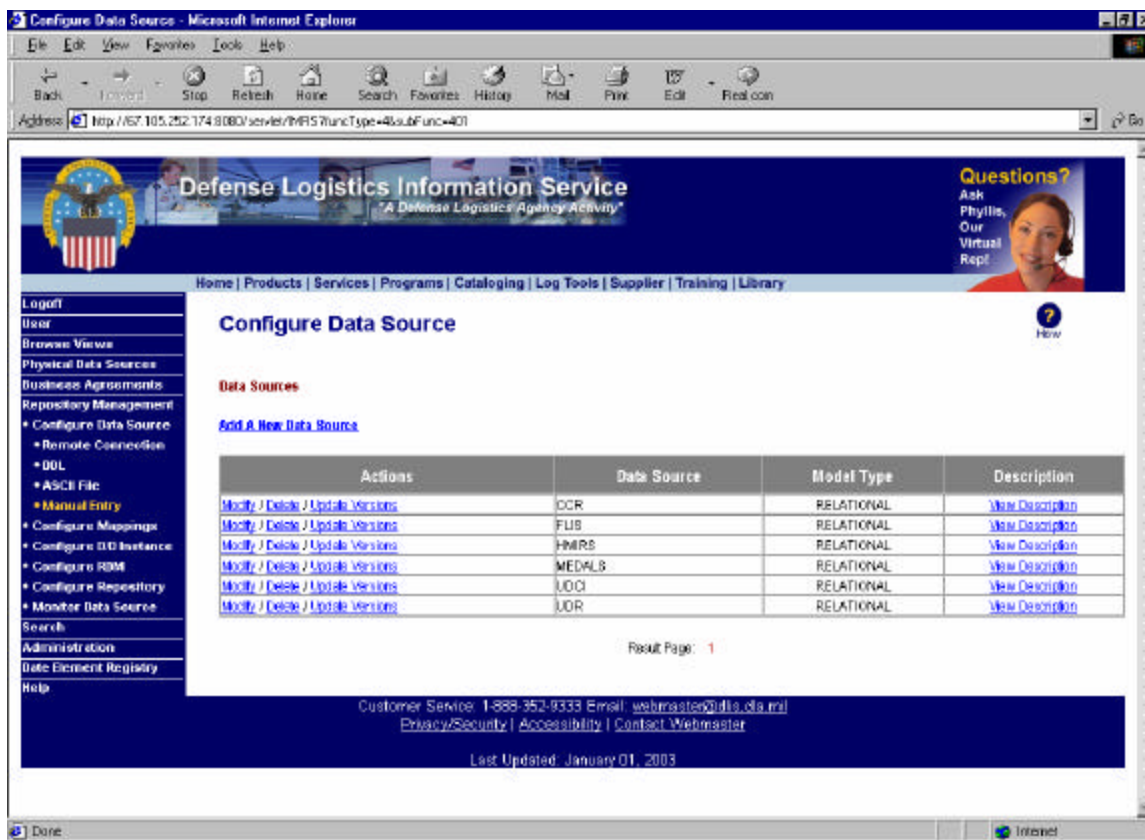 Configure Data Source - Microsoft Internet Explorer
File Edit View Favorites Tools Help
Back Forward Stop Refresh Home Search Favorites History Mail Print Edit Real.com
Address http://67.105.252.174:8080/servlet/IMRIS?funcType=4&subFunc=401 Go
Defense Logistics Information Service
"A Defense Logistics Agency Activity"
Questions?
Ask
Phyllis,
Our
Virtual
Rep!
Home | Products | Services | Programs | Cataloging | Log Tools | Supplier | Training | Library
Logoff
User
Browse Views
Physical Data Sources
Business Agreements
Repository Management
• Configure Data Source
• Remote Connection
• DDL
• ASCII File
• Manual Entry
• Configure Mappings
• Configure I/O Instance
• Configure RDM
• Configure Repository
• Monitor Data Source
Search
Administration
Date Element Registry
Help
Configure Data Source
?
How
Data Sources
Add A New Data Source
Actions Data Source Model Type Description
Modify / Delete / Update Versions CCR RELATIONAL View Description
Modify / Delete / Update Versions FLIS RELATIONAL View Description
Modify / Delete / Update Versions HMIRS RELATIONAL View Description
Modify / Delete / Update Versions MEDALS RELATIONAL View Description
Modify / Delete / Update Versions UDCI RELATIONAL View Description
Modify / Delete / Update Versions UDR RELATIONAL View Description
Result Page: 1
Customer Service: 1-888-352-9333 Email: webmaster@dlis.dla.mil
Privacy/Security | Accessibility | Contact Webmaster
Last Updated: January 01, 2003
Done Internet